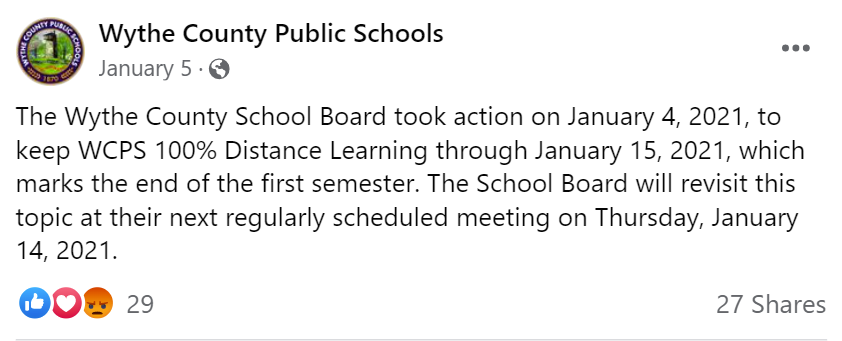 WYTHE COUNTY PUBLIC SCHOOLS
1870
Wythe County Public Schools
January 5 ·
The Wythe County School Board took action on January 4, 2021, to
keep WCPS 100% Distance Learning through January 15, 2021, which
marks the end of the first semester. The School Board will revisit this
topic at their next regularly scheduled meeting on Thursday, January
14, 2021.
29
27 Shares